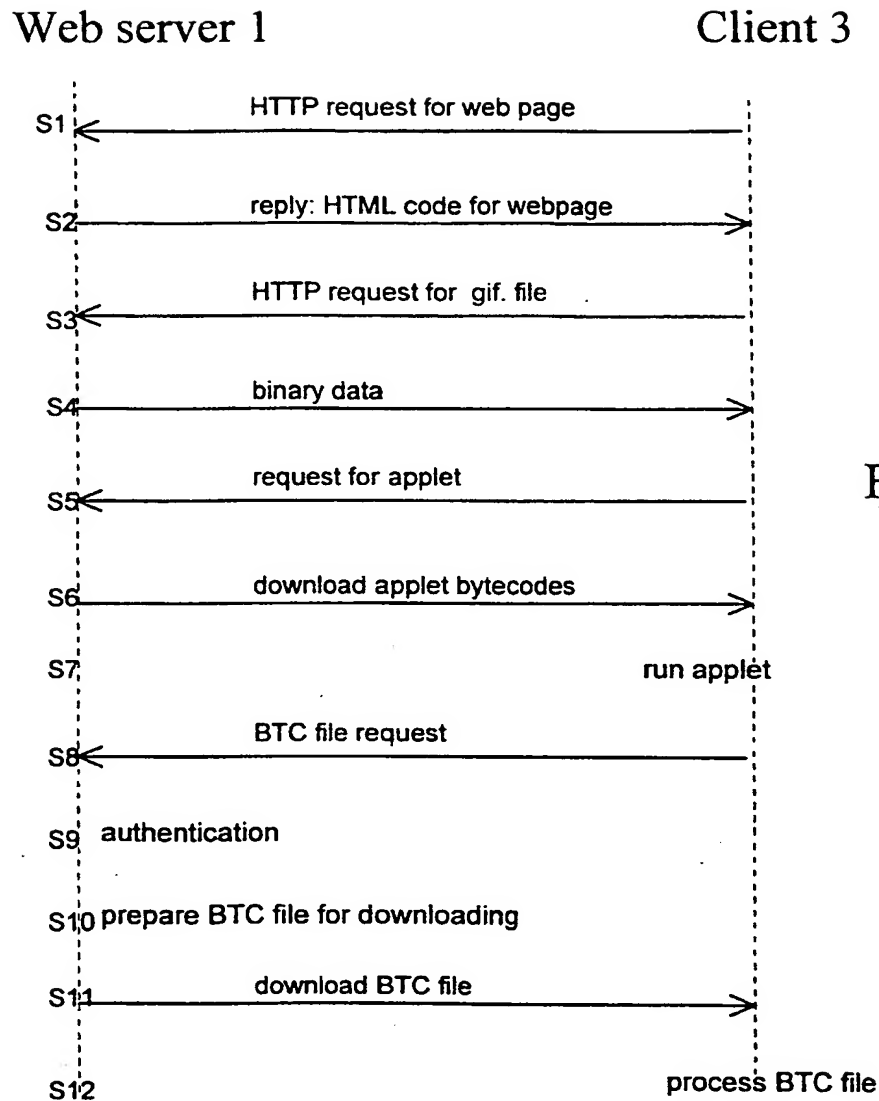 Web server 1 Client 3
HTTP request for web page
S1
reply: HTML code for webpage
S2
HTTP request for gif. file
S3
binary data
S4
request for applet
S5
download applet bytecodes
S6
S7 run applet
BTC file request
S8
S9 authentication
S10 prepare BTC file for downloading
download BTC file
S11
S12 process BTC file